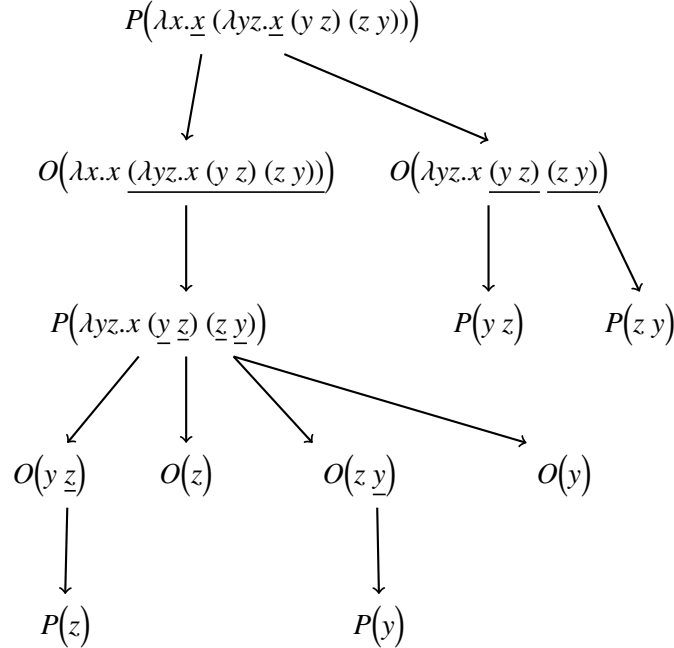 P(λx.x (λyz.x (y z) (z y)))
O(λx.x (λyz.x (y z) (z y))) O(λyz.x (y z) (z y))
P(λyz.x (y z) (z y)) P(y z) P(z y)
O(y z) O(z) O(z y) O(y)
P(z) P(y)